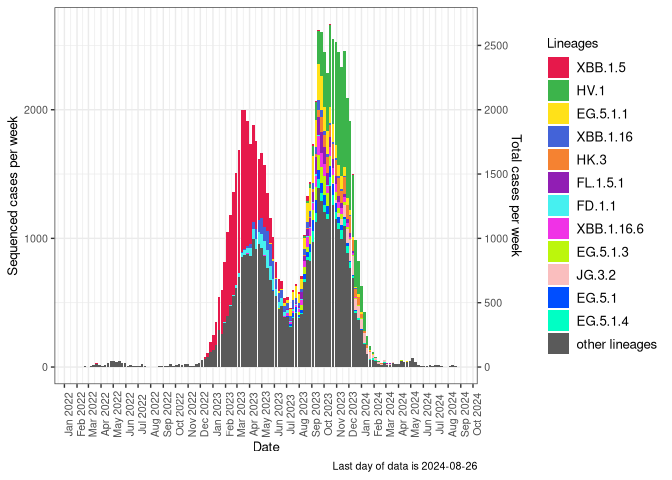 Sequenced cases per week
2000
1000
0
2500
2000
1500
1000
500
0
Total cases per week
Jan 2022
Feb 2022
Mar 2022
Apr 2022
May 2022
Jun 2022
Jul 2022
Aug 2022
Sep 2022
Oct 2022
Nov 2022
Dec 2022
Jan 2023
Feb 2023
Mar 2023
Apr 2023
May 2023
Jun 2023
Jul 2023
Aug 2023
Sep 2023
Oct 2023
Nov 2023
Dec 2023
Jan 2024
Feb 2024
Mar 2024
Apr 2024
May 2024
Jun 2024
Jul 2024
Aug 2024
Sep 2024
Oct 2024
Date
Lineages
XBB.1.5
HV.1
EG.5.1.1
XBB.1.16
HK.3
FL.1.5.1
FD.1.1
XBB.1.16.6
EG.5.1.3
JG.3.2
EG.5.1
EG.5.1.4
other lineages
Last day of data is 2024-08-26